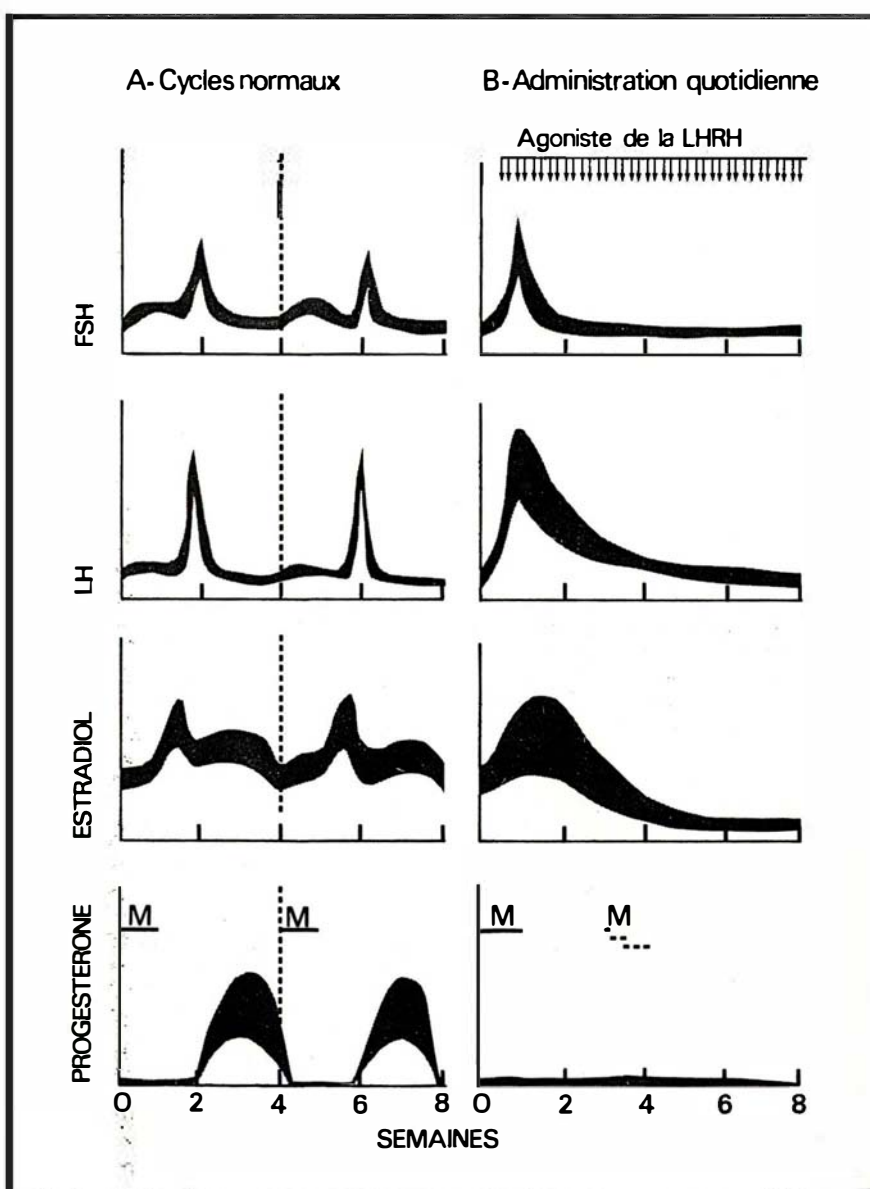 A- Cycles normaux
B- Administration quotidienne
Agoniste de la LHRH
FSH
LH
ESTRADIOL
PROGESTERONE
M
M
M
M
0 2 4 6 8
0 2 4 6 8
SEMAINES